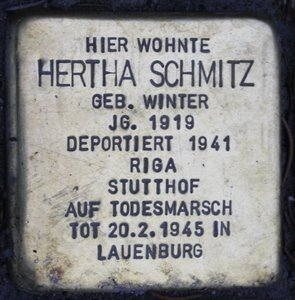 HIER WOHNTE
HERTHA SCHMITZ
GEB. WINTER
JG. 1919
DEPORTIERT 1941
RIGA
STUTTHOF
AUF TODESMARSCH
TOT 20.2.1945 IN
LAUENBURG